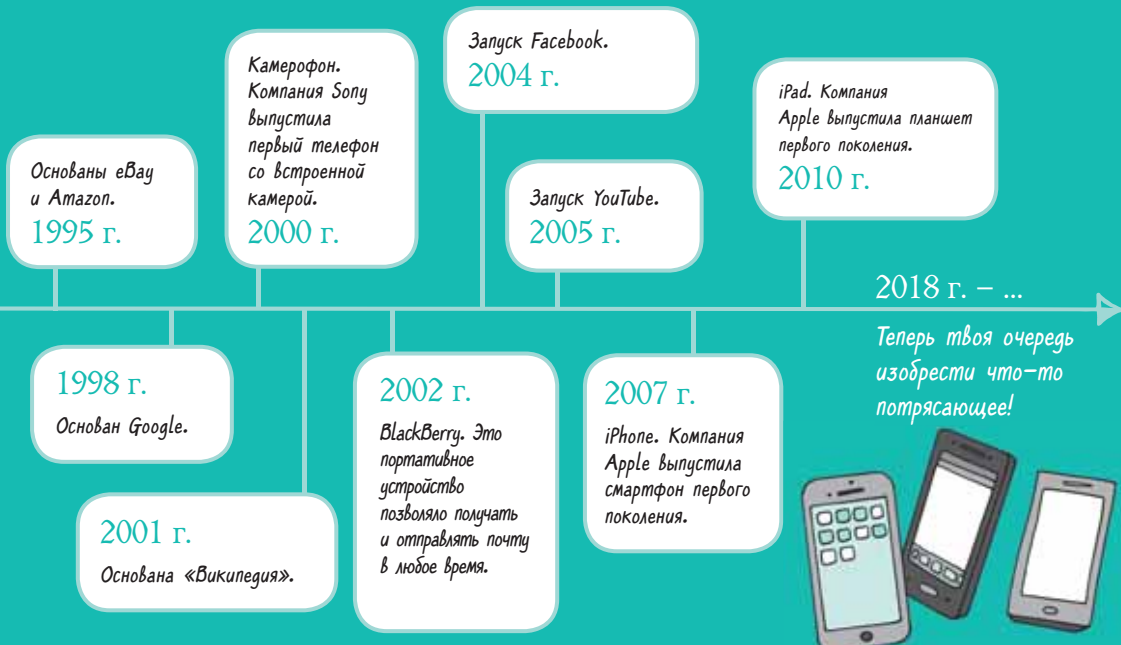 Основаны eBay
и Amazon.
1995 г.
1998 г.
Основан Google.
Камерофон.
Компания Sony
выпустила
первый телефон
со встроенной
камерой.
2000 г.
2001 г.
Основана «Википедия».
2002 г.
BlackBerry. Это
портативное
устройство
позволяло получать
и отправлять почту
в любое время.
Запуск Facebook.
2004 г.
Запуск YouTube.
2005 г.
2007 г.
iPhone. Компания
Apple выпустила
смартфон первого
поколения.
iPad. Компания
Apple выпустила планшет
первого поколения.
2010 г.
2018 г. – ...
Теперь твоя очередь
изобрести что-то
потрясающее!